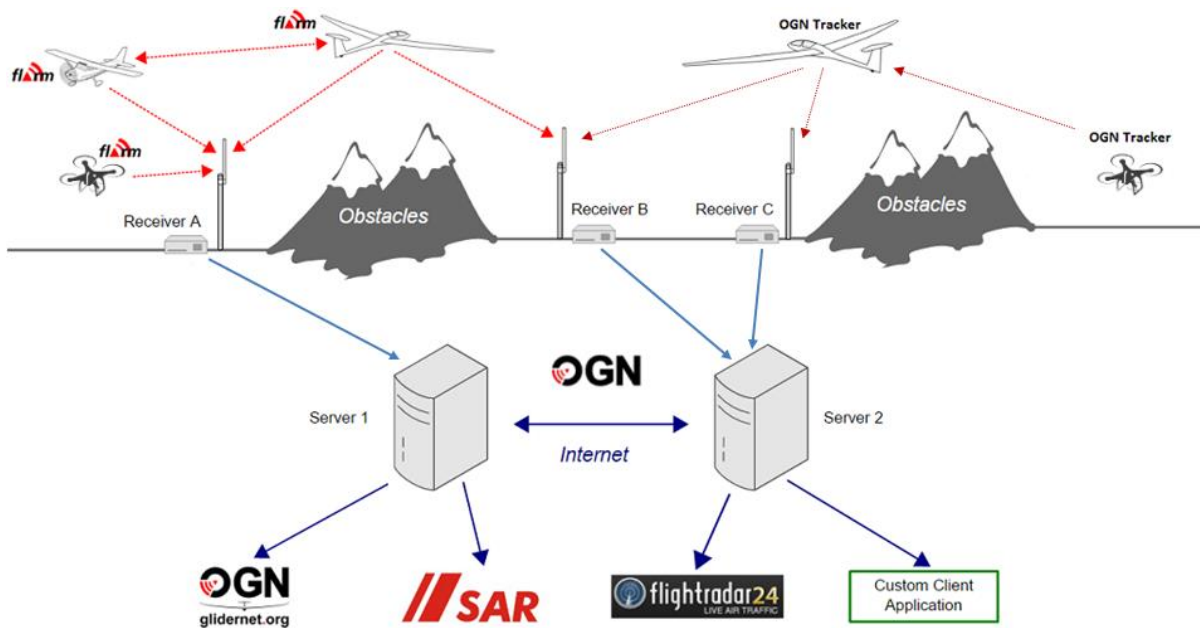 flarm
OGN Tracker
flarm
flarm
OGN Tracker
Receiver A
Obstacles
Receiver B
Receiver C
Obstacles
OGN
Server 1
Server 2
Internet
OGN
glidernet.org
SAR
flightradar24
LIVE AIR TRAFFIC
Custom Client
Application